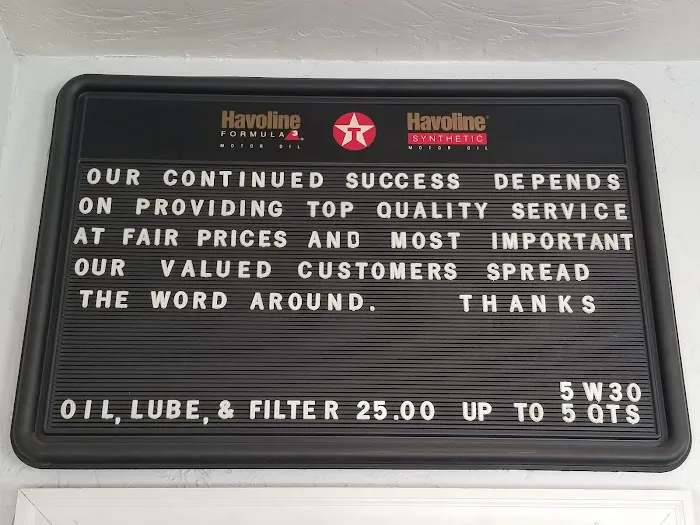 Havoline
FORMULA 3
MOTOR OIL
T
Havoline
SYNTHETIC
MOTOR OIL
OUR CONTINUED SUCCESS DEPENDS
ON PROVIDING TOP QUALITY SERVICE
AT FAIR PRICES AND MOST IMPORTANT
OUR VALUED CUSTOMERS SPREAD
THE WORD AROUND. THANKS
5W30
OIL, LUBE, & FILTER 25.00 UP TO 5 QTS